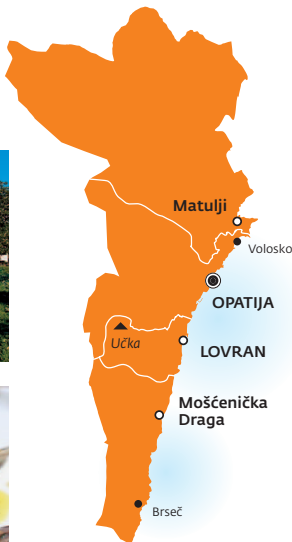 Matulji
Volosko
OPATIJA
Učka
LOVRAN
Mošćenička
Draga
Brseč